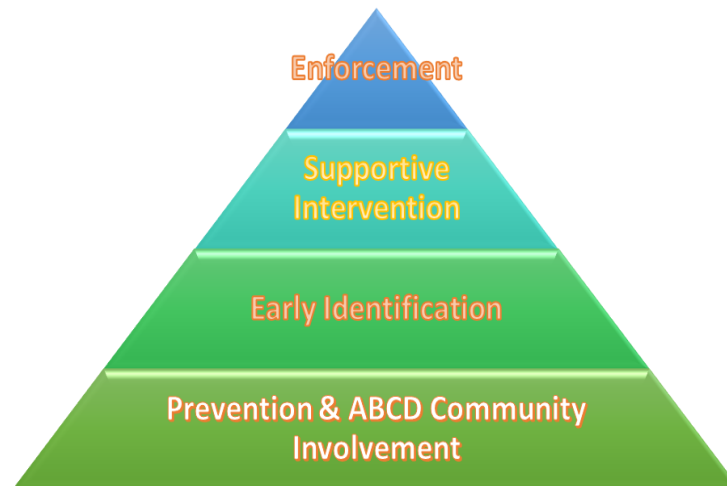 Enforcement
Supportive
Intervention
Early Identification
Prevention & ABCD Community
Involvement